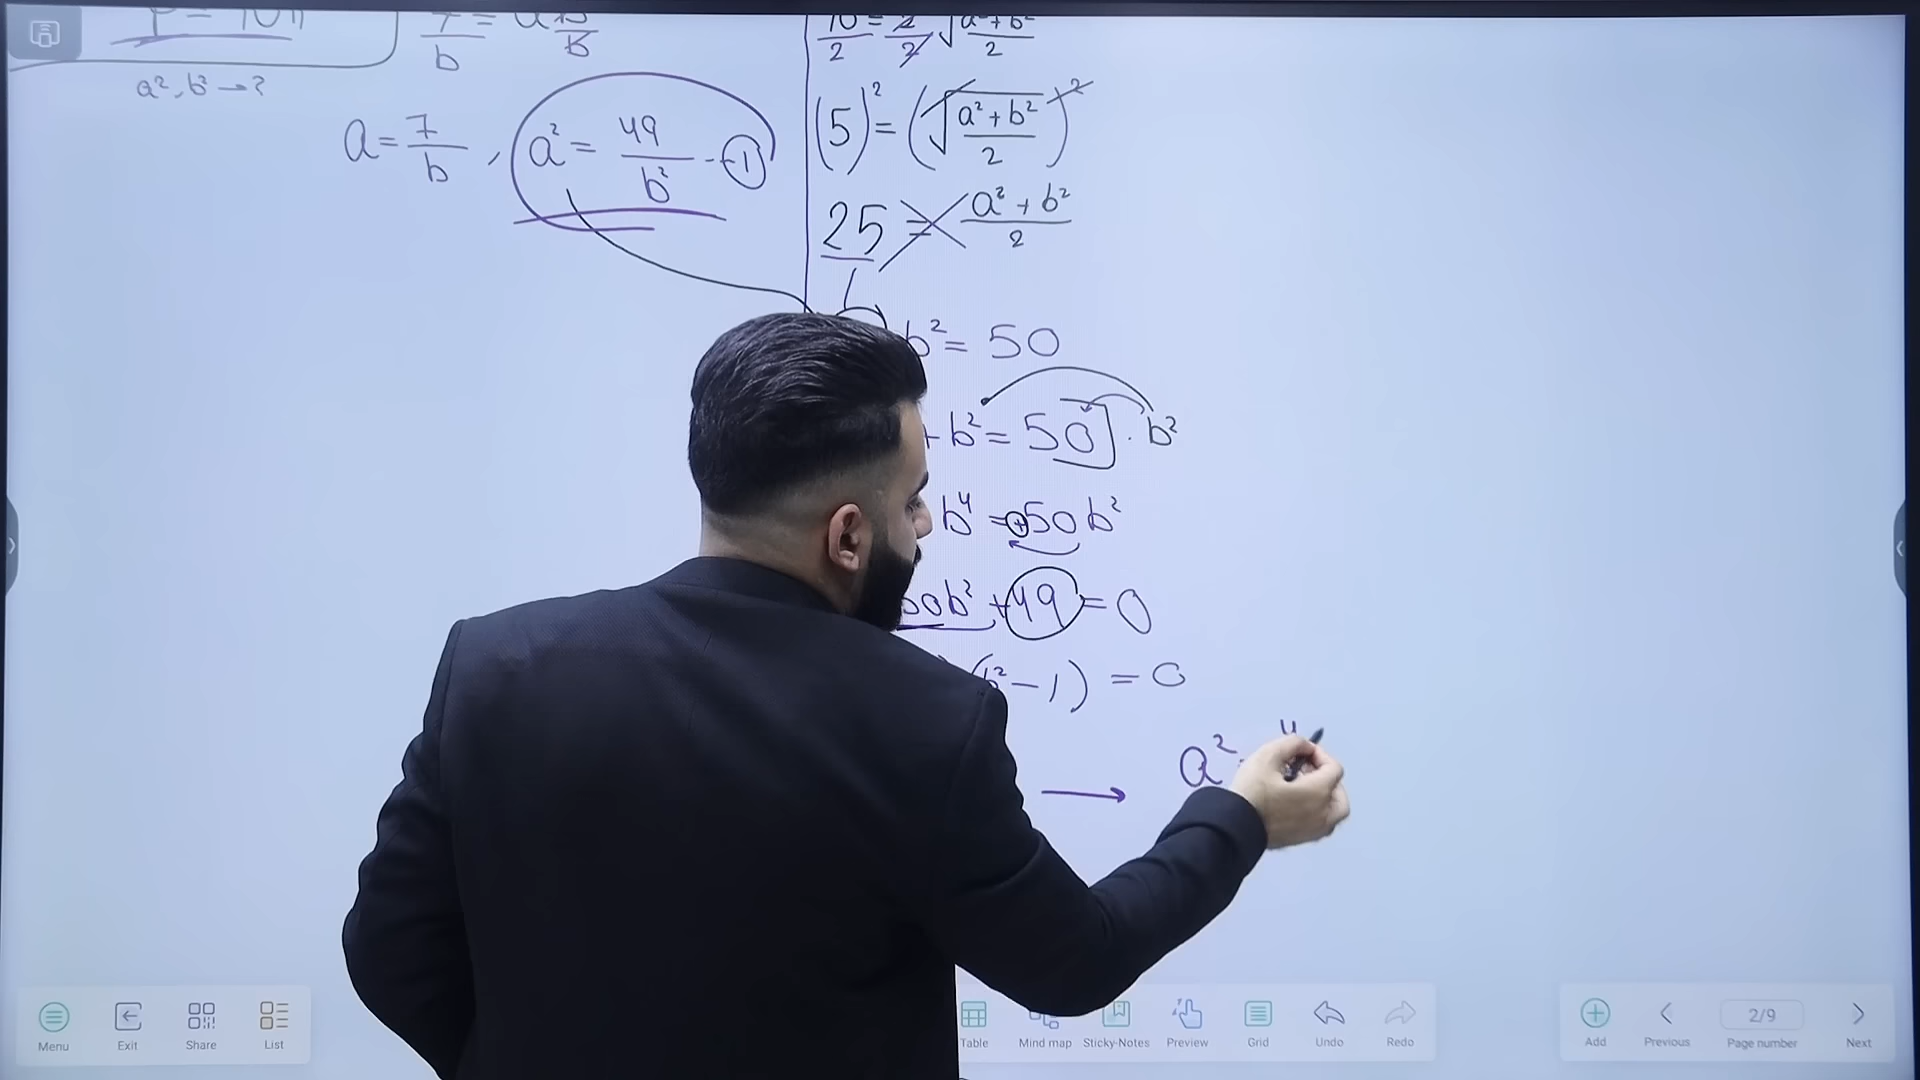 7/b =
a², b² → ?
a = 7/b , a² = 49/b² - ①
10/2 = 2/2 √(a² + b²)/2
(5)² = (√(a² + b²)/2)²
25 = a² + b²/2
b² = 50
+ b² = 50] · b²
b⁴ = +50b²
50b² + 49 = 0
(b² - 1) = 0
→ a²
Menu
Exit
Share
List
Table
Mind map
Sticky-Notes
Preview
Grid
Undo
Redo
Add
Previous
2/9
Page number
Next